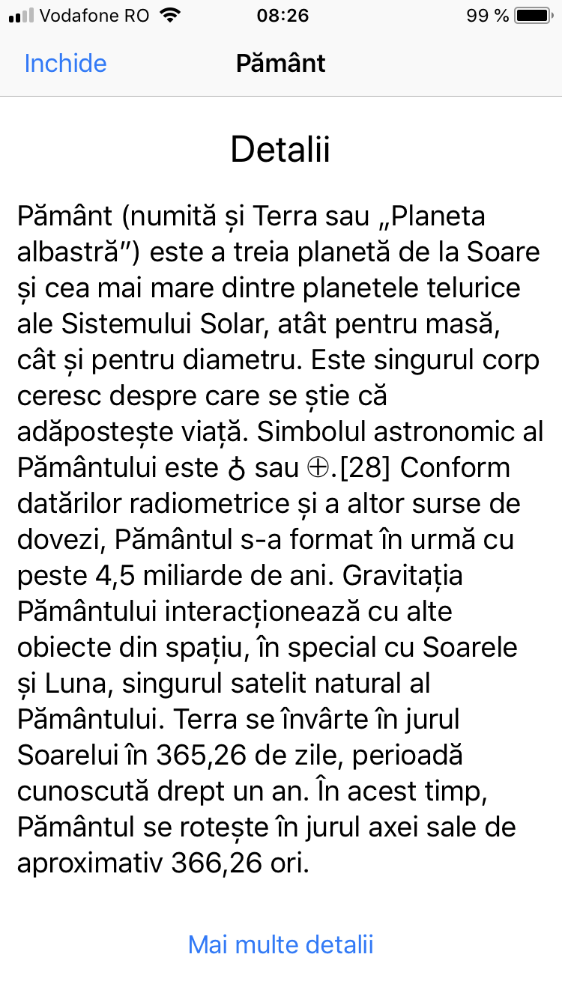 Vodafone RO 08:26 99 %
Inchide Pământ
Detalii
Pământ (numită și Terra sau „Planeta
albastră”) este a treia planetă de la Soare
și cea mai mare dintre planetele telurice
ale Sistemului Solar, atât pentru masă,
cât și pentru diametru. Este singurul corp
ceresc despre care se știe că
adăpostește viață. Simbolul astronomic al
Pământului este ♁ sau ⊕.[28] Conform
datărilor radiometrice și a altor surse de
dovezi, Pământul s-a format în urmă cu
peste 4,5 miliarde de ani. Gravitația
Pământului interacționează cu alte
obiecte din spațiu, în special cu Soarele
și Luna, singurul satelit natural al
Pământului. Terra se învârte în jurul
Soarelui în 365,26 de zile, perioadă
cunoscută drept un an. În acest timp,
Pământul se rotește în jurul axei sale de
aproximativ 366,26 ori.
Mai multe detalii